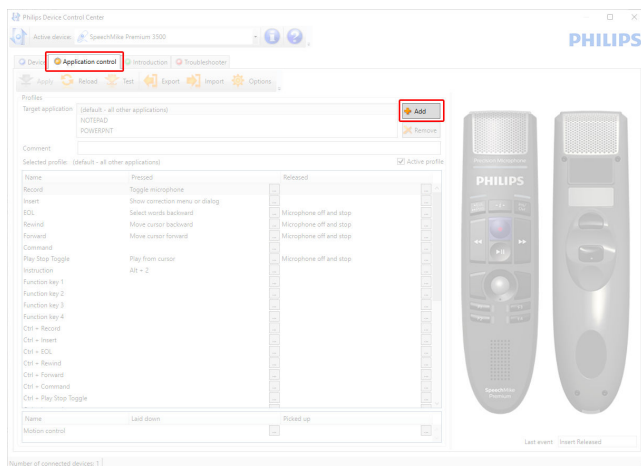 Philips Device Control Center
Active device: SpeechMike Premium 3500
PHILIPS
Device Application control Introduction Troubleshooter
Apply Reload Test Export Import Options
Profiles
Target application (default - all other applications) Add
NOTEPAD
POWERPNT Remove
Comment:
Selected profile: (default - all other applications) Active profile
Name Pressed Released
Record Toggle microphone
Insert Show correction menu or dialog
EOL Select words backward Microphone off and stop
Rewind Move cursor backward Microphone off and stop
Forward Move cursor forward Microphone off and stop
Command
Play Stop Toggle Play from cursor Microphone off and stop
Instruction Alt + 2
Function key 1
Function key 2
Function key 3
Function key 4
Ctrl + Record
Ctrl + Insert
Ctrl + EOL
Ctrl + Rewind
Ctrl + Forward
Ctrl + Command
Ctrl + Play Stop Toggle
Name Laid down Picked up
Motion control
Precision Microphone
PHILIPS
SpeechMike
Premium
Last event: Insert Released
Number of connected devices: 1